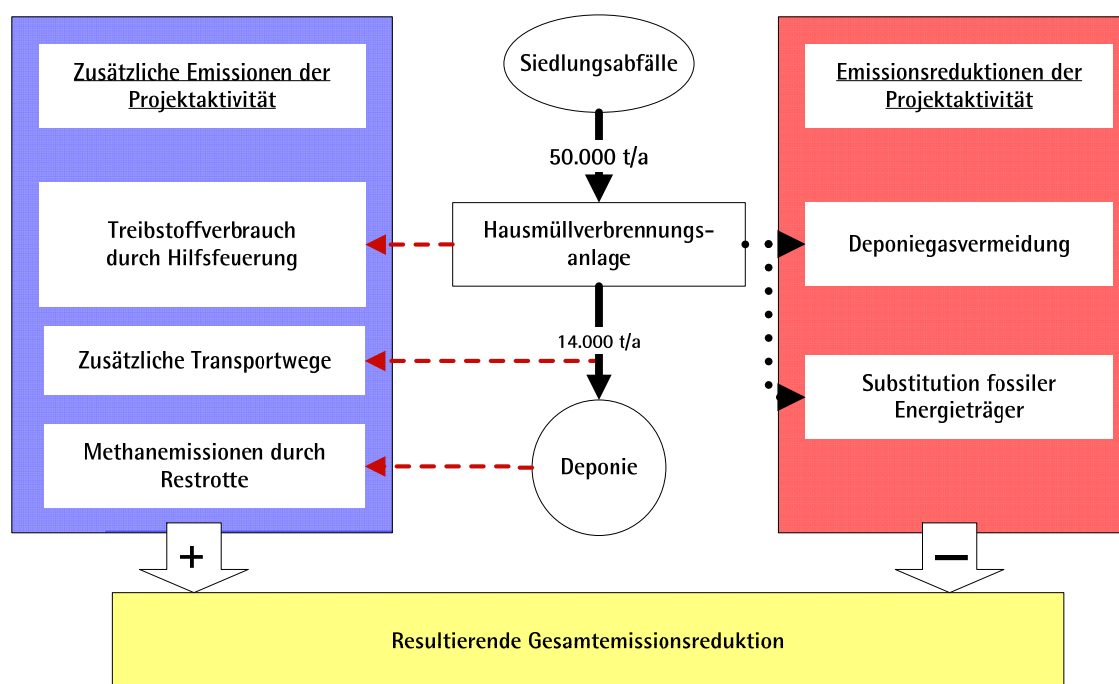 Zusätzliche Emissionen der
Projektaktivität
Siedlungsabfälle
Emissionsreduktionen der
Projektaktivität
50.000 t/a
Treibstoffverbrauch
durch Hilfsfeuerung
Hausmüllverbrennungs-
anlage
Deponiegasvermeidung
14.000 t/a
Zusätzliche Transportwege
Substitution fossiler
Energieträger
Methanemissionen durch
Restrotte
Deponie
+
–
Resultierende Gesamtemissionsreduktion